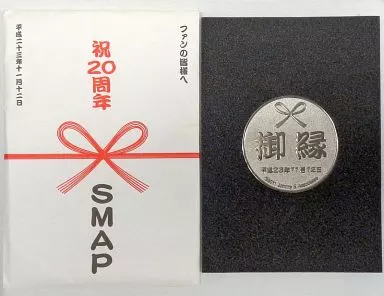 ファンの皆様へ
祝20周年
SMAP
平成二十三年十一月十二日
御縁
平成23年11月12日